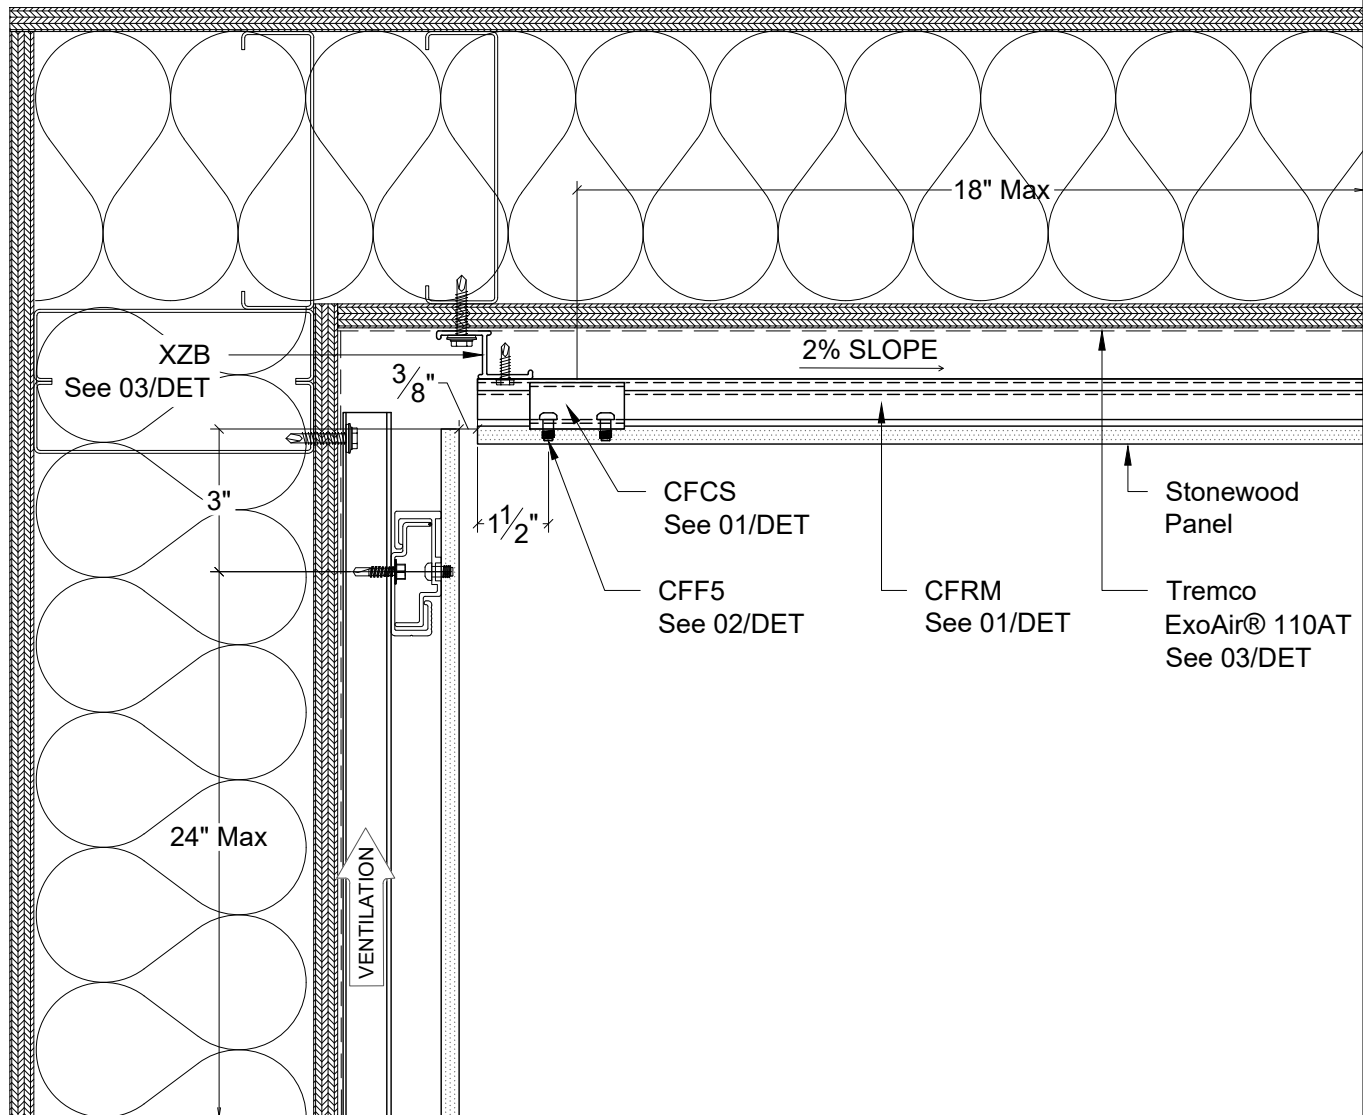 18" Max
2% SLOPE
XZB
See 03/DET
3/8"
3"
1 1/2"
CFCS
See 01/DET
Stonewood
Panel
CFF5
See 02/DET
CFRM
See 01/DET
Tremco
ExoAir® 110AT
See 03/DET
24" Max
VENTILATION